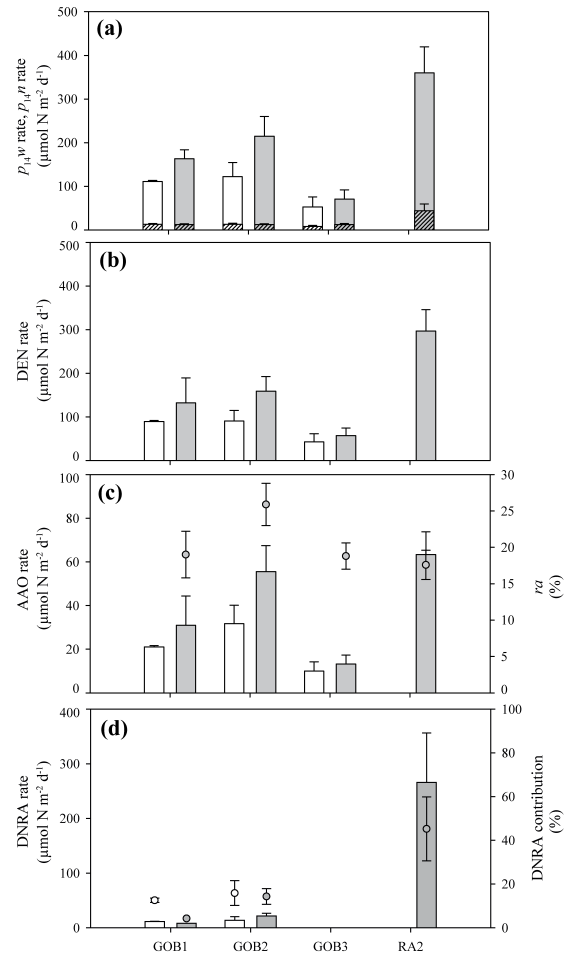 (a)
p14w rate, p14n rate
(µmol N m-2 d-1)
500
400
300
200
100
0
(b)
DEN rate
(µmol N m-2 d-1)
500
400
300
200
100
0
(c)
AAO rate
(µmol N m-2 d-1)
100
80
60
40
20
0
30
25
20
15
10
5
0
ra
(%)
(d)
DNRA rate
(µmol N m-2 d-1)
400
300
200
100
0
100
80
60
40
20
0
DNRA contribution
(%)
GOB1 GOB2 GOB3 RA2